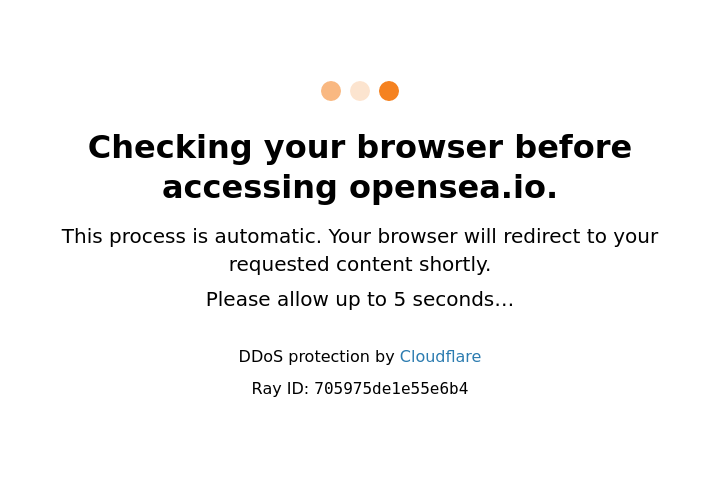 Checking your browser before
accessing opensea.io.
This process is automatic. Your browser will redirect to your
requested content shortly.
Please allow up to 5 seconds…
DDoS protection by Cloudflare
Ray ID: 705975de1e55e6b4